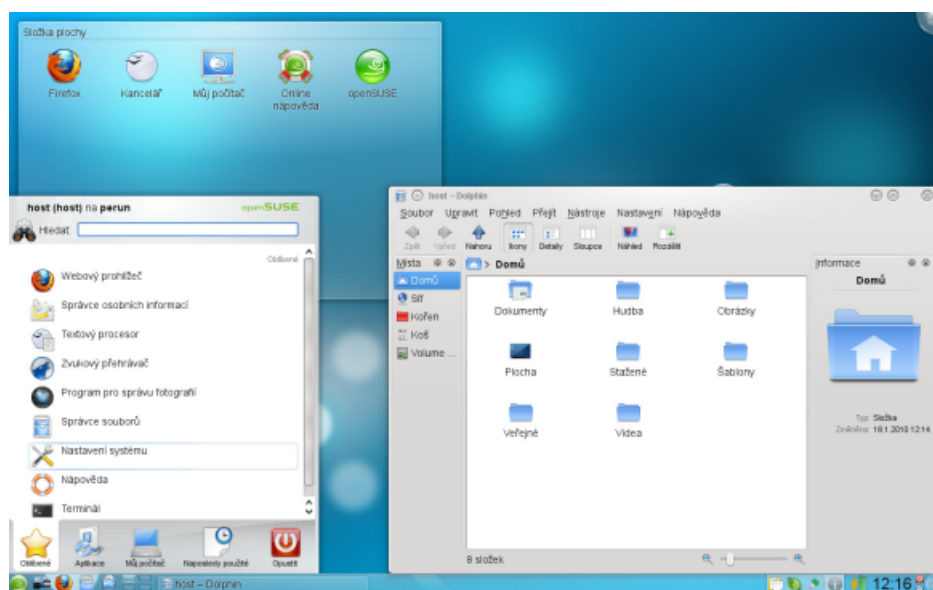 Složka plochy
Firefox
Kancelář
Můj počítač
Online nápověda
openSUSE
host (host) na perun
openSUSE
Hledat
Oblíbené
Webový prohlížeč
Správce osobních informací
Textový procesor
Zvukový přehrávač
Program pro správu fotografií
Správce souborů
Nastavení systému
Nápověda
Terminál
Oblíbené
Aplikace
Můj počítač
Naposledy použité
Opustit
host – Dolphin
Soubor Upravit Pohled Přejít Nástroje Nastavení Nápověda
Zpět Vpřed Nahoru Ikony Detaily Sloupce Náhled Rozdělit
Místa
Domů
Síť
Kořen
Koš
Volume ...
> Domů
Dokumenty Hudba Obrázky
Plocha Stažené Šablony
Veřejné Videa
8 složek
Informace
Domů
Typ: Složka
Změněno: 18.1.2010 12:14
host – Dolphin
12:16